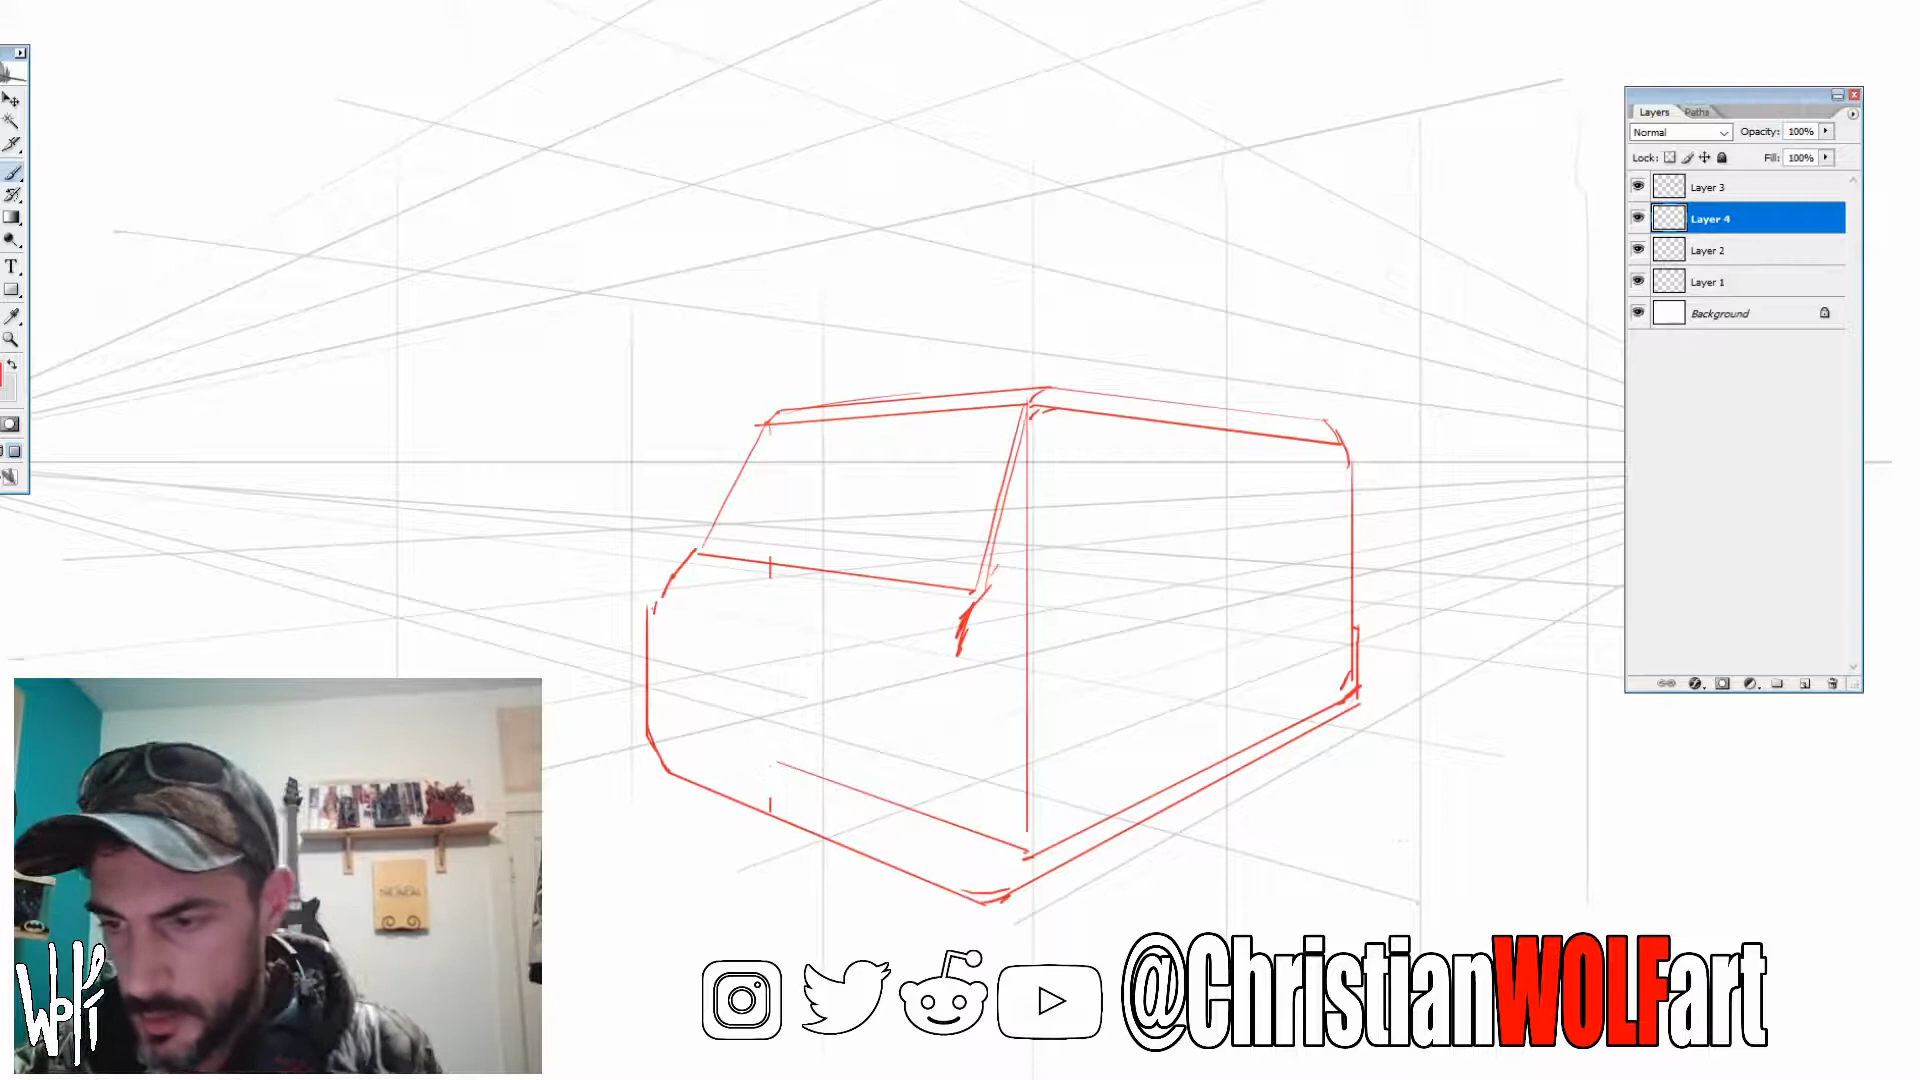 Layers Paths
Normal Opacity: 100%
Lock: Fill: 100%
Layer 3
Layer 4
Layer 2
Layer 1
Background
T
@ChristianWOLFart